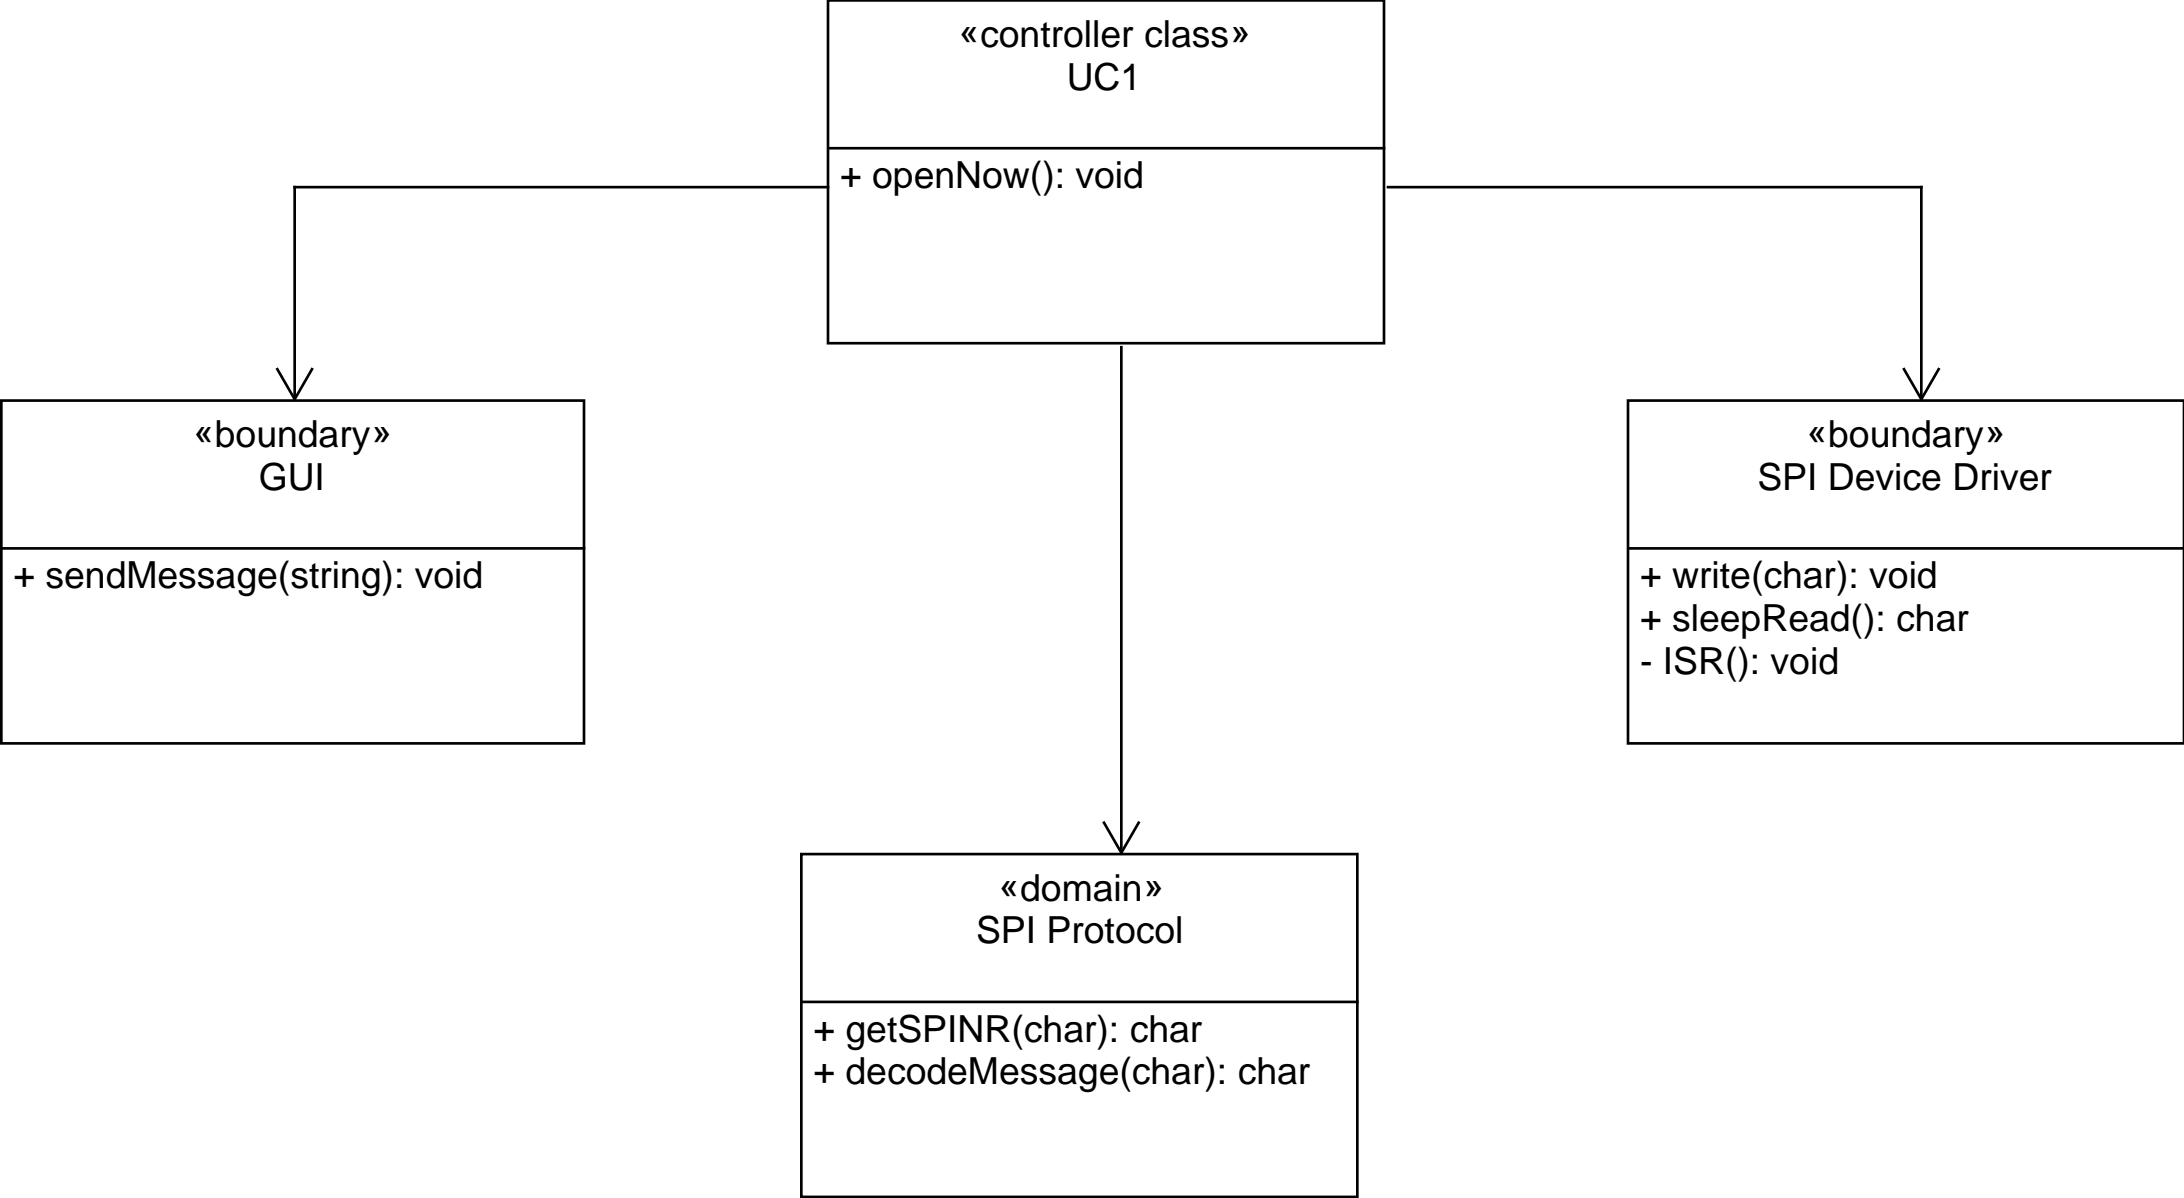 «controller class»
UC1
+ openNow(): void
«boundary»
GUI
+ sendMessage(string): void
«boundary»
SPI Device Driver
+ write(char): void
+ sleepRead(): char
- ISR(): void
«domain»
SPI Protocol
+ getSPINR(char): char
+ decodeMessage(char): char